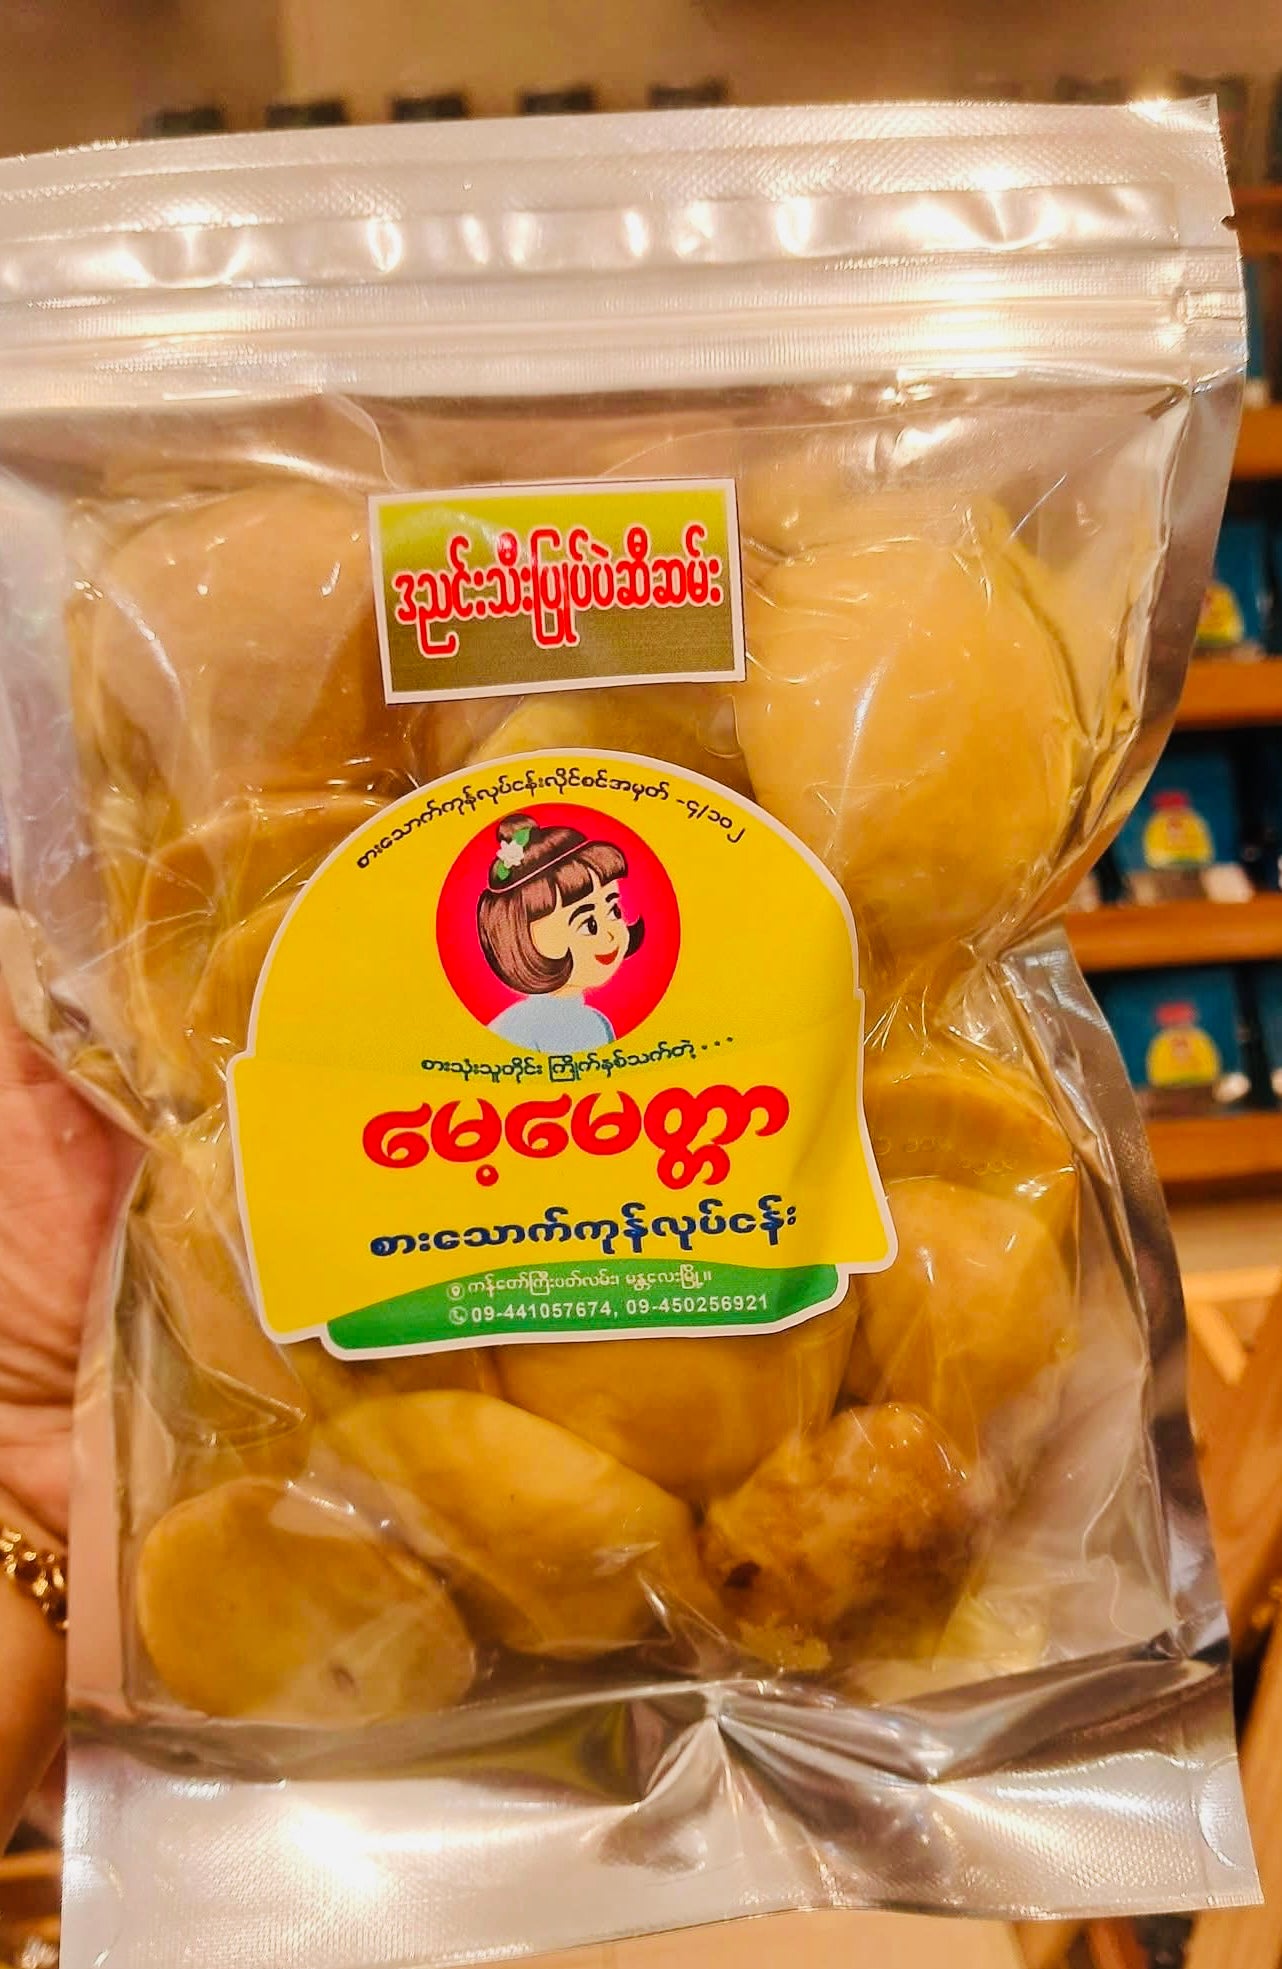 ဒညင်းသီးပြုပ်ပဲဆီဆမ်း
စားသောက်ကုန်လုပ်ငန်းလိုင်စင်အမှတ် -၄/၁၀၂
စားသုံးသူတိုင်း ကြိုက်နှစ်သက်တဲ့ . . .
မေ့မေတ္တာ
စားသောက်ကုန်လုပ်ငန်း
ကန်တော်ကြီးပတ်လမ်း၊ မန္တလေးမြို့။
09-441057674, 09-450256921